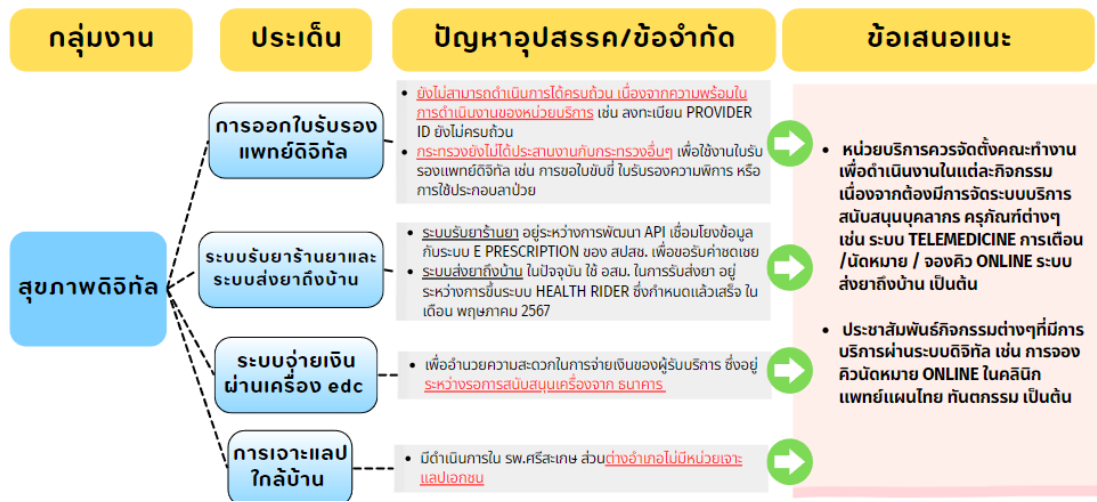 กลุ่มงาน
ประเด็น
ปัญหาอุปสรรค/ข้อจำกัด
ข้อเสนอแนะ
สุขภาพดิจิทัล
การออกใบรับรอง
แพทย์ดิจิทัล
• ยังไม่สามารถดำเนินการได้ครบถ้วน เนื่องจากความพร้อมใน
การดำเนินงานของหน่วยบริการ เช่น ลงทะเบียน PROVIDER
ID ยังไม่ครบถ้วน
• กระทรวงยังไม่ได้ประสานงานกับกระทรวงอื่นๆ เพื่อใช้งานใบรับ
รองแพทย์ดิจิทัล เช่น การขอใบขับขี่ ใบรับรองความพิการ หรือ
การใช้ประกอบลาป่วย
ระบบรับยาร้านยาและ
ระบบส่งยาถึงบ้าน
• ระบบรับยาร้านยา อยู่ระหว่างการพัฒนา API เชื่อมโยงข้อมูล
กับระบบ E PRESCRIPTION ของ สปสช. เพื่อขอรับค่าชดเชย
• ระบบส่งยาถึงบ้าน ในปัจจุบัน ใช้ อสม. ในการรับส่งยา อยู่
ระหว่างการขึ้นระบบ HEALTH RIDER ซึ่งกำหนดแล้วเสร็จ ใน
เดือน พฤษภาคม 2567
ระบบจ่ายเงิน
ผ่านเครื่อง edc
• เพื่ออำนวยความสะดวกในการจ่ายเงินของผู้รับบริการ ซึ่งอยู่
ระหว่างรอการสนับสนุนเครื่องจาก ธนาคาร
การเจาะแลป
ใกล้บ้าน
• มีดำเนินการใน รพ.ศรีสะเกษ ส่วนต่างอำเภอไม่มีหน่วยเจาะ
แลปเอกชน
• หน่วยบริการควรจัดตั้งคณะทำงาน
เพื่อดำเนินงานในแต่ละกิจกรรม
เนื่องจากต้องมีการจัดระบบบริการ
สนับสนุนบุคลากร ครุภัณฑ์ต่างๆ
เช่น ระบบ TELEMEDICINE การเตือน
/นัดหมาย / จองคิว ONLINE ระบบ
ส่งยาถึงบ้าน เป็นต้น
• ประชาสัมพันธ์กิจกรรมต่างๆที่มีการ
บริการผ่านระบบดิจิทัล เช่น การจอง
คิวนัดหมาย ONLINE ในคลินิก
แพทย์แผนไทย ทันตกรรม เป็นต้น